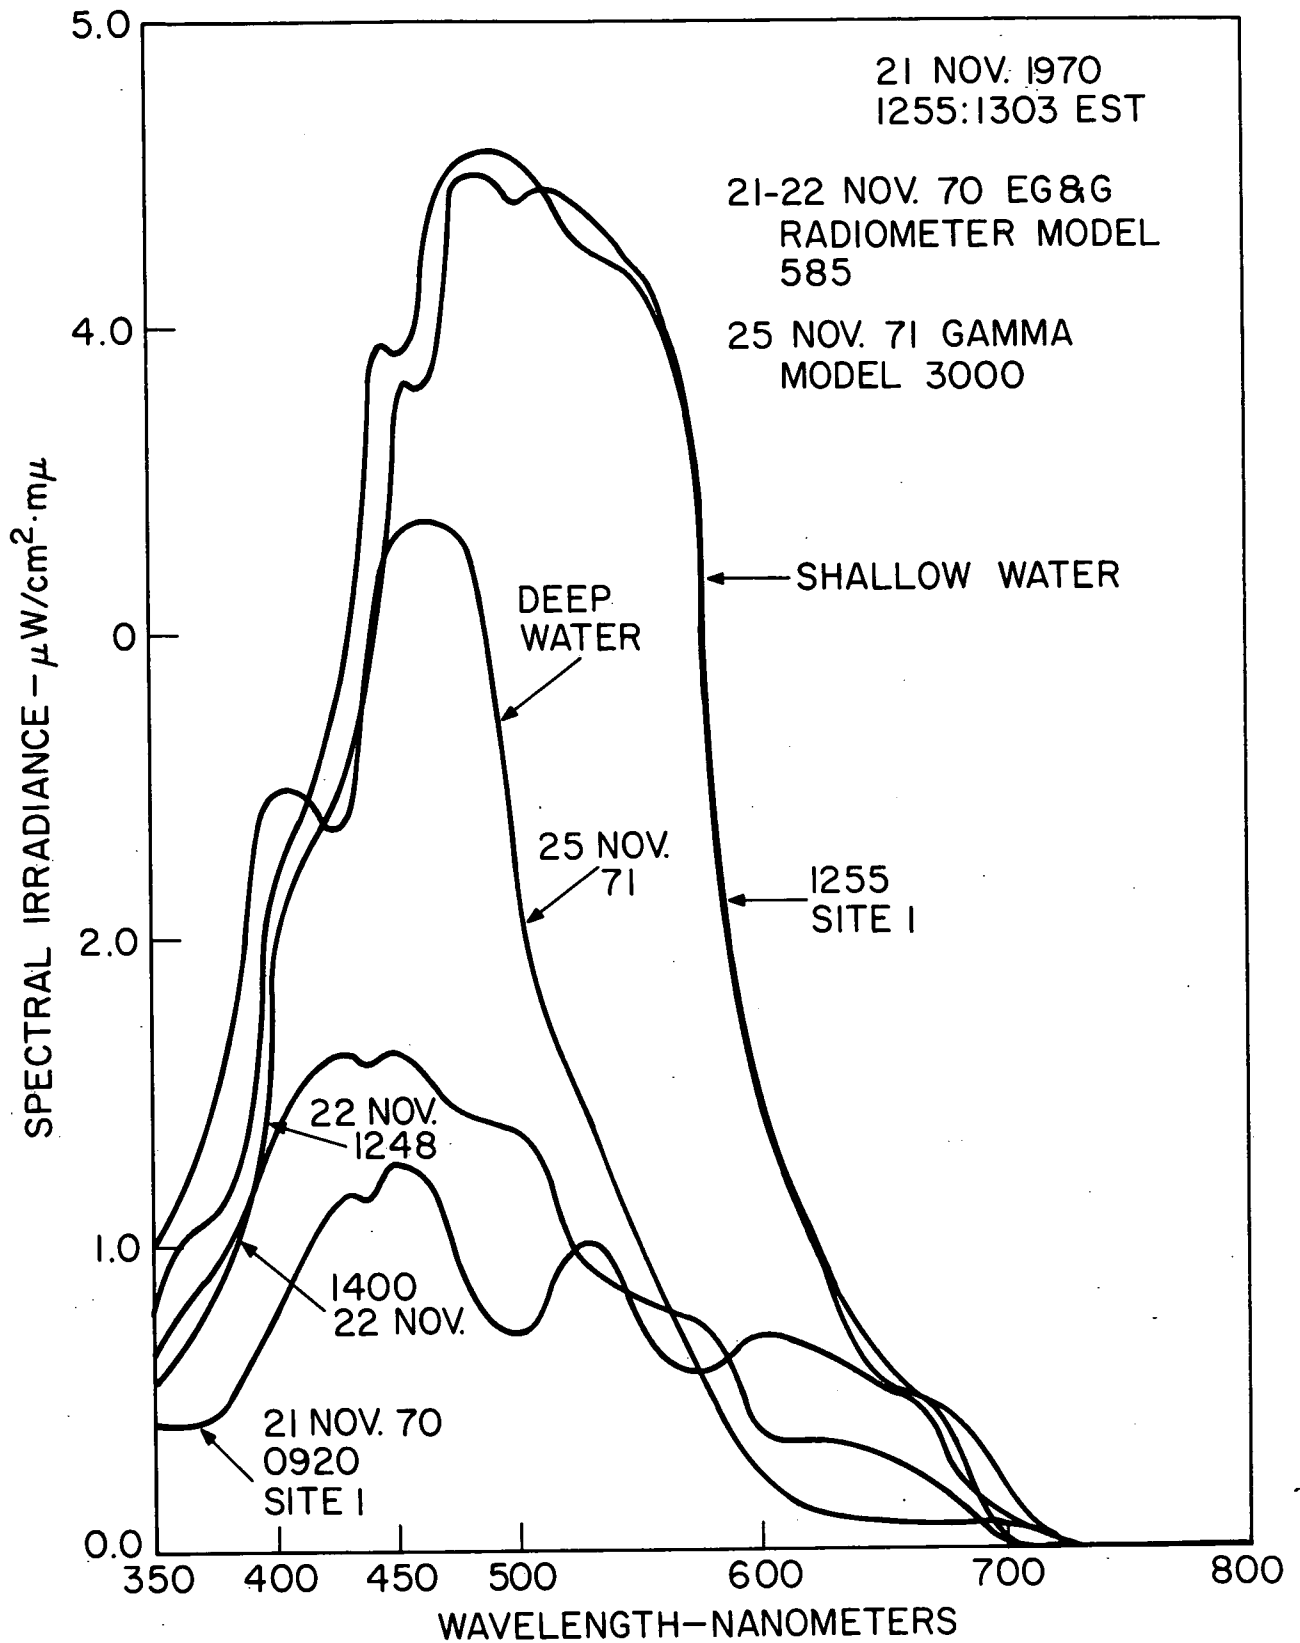 5.0
21 NOV. 1970
1255:1303 EST
21-22 NOV. 70 EG&G
RADIOMETER MODEL
585
4.0
25 NOV. 71 GAMMA
MODEL 3000
SHALLOW WATER
DEEP
WATER
0
25 NOV.
71
1255
SITE 1
2.0
22 NOV.
1248
1.0
1400
22 NOV.
21 NOV. 70
0920
SITE 1
0.0
350 400 450 500 600 700 800
WAVELENGTH–NANOMETERS
SPECTRAL IRRADIANCE – μW/cm²·mμ